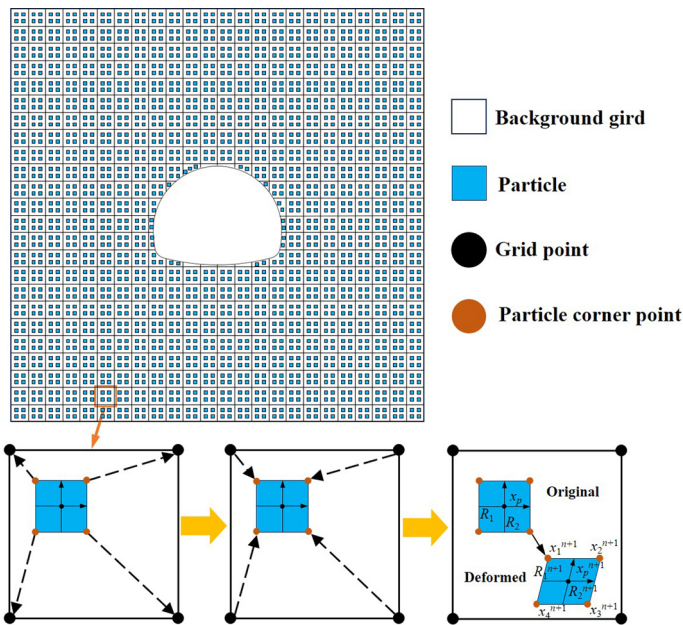 Background gird
Particle
Grid point
Particle corner point
Original
x_p
R_1
R_2
x_1^{n+1}
x_2^{n+1}
Deformed
R_1^{n+1}
x_p^{n+1}
R_2^{n+1}
x_4^{n+1}
x_3^{n+1}